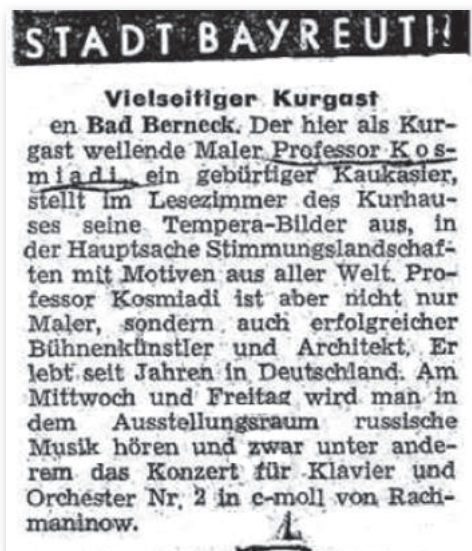 STADT BAYREUTH
Vielseitiger Kurgast
en Bad Berneck. Der hier als Kur-
gast weilende Maler Professor Kos-
miadi, ein gebürtiger Kaukasier,
stellt im Lesezimmer des Kurhau-
ses seine Tempera-Bilder aus, in
der Hauptsache Stimmungslandschaf-
ten mit Motiven aus aller Welt. Pro-
fessor Kosmiadi ist aber nicht nur
Maler, sondern auch erfolgreicher
Bühnenkünstler und Architekt. Er
lebt seit Jahren in Deutschland. Am
Mittwoch und Freitag wird man in
dem Ausstellungsraum russische
Musik hören und zwar unter ande-
rem das Konzert für Klavier und
Orchester Nr. 2 in c-moll von Rach-
maninow.